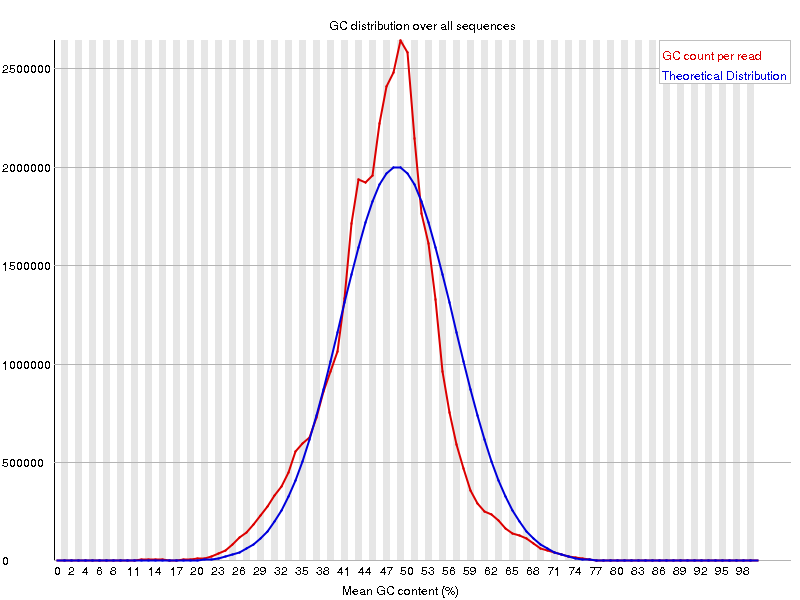 GC distribution over all sequences
GC count per read
Theoretical Distribution
2500000
2000000
1500000
1000000
500000
0
0 2 4 6 8 11 14 17 20 23 26 29 32 35 38 41 44 47 50 53 56 59 62 65 68 71 74 77 80 83 86 89 92 95 98
Mean GC content (%)